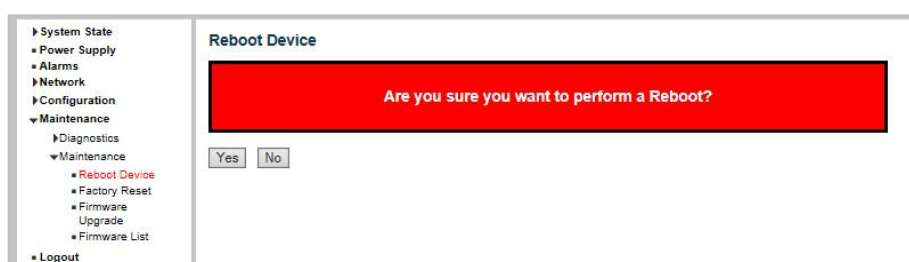 System State
Power Supply
Alarms
Network
Configuration
Maintenance
Diagnostics
Maintenance
Reboot Device
Factory Reset
Firmware
Upgrade
Firmware List
Logout
Reboot Device
Are you sure you want to perform a Reboot?
Yes No